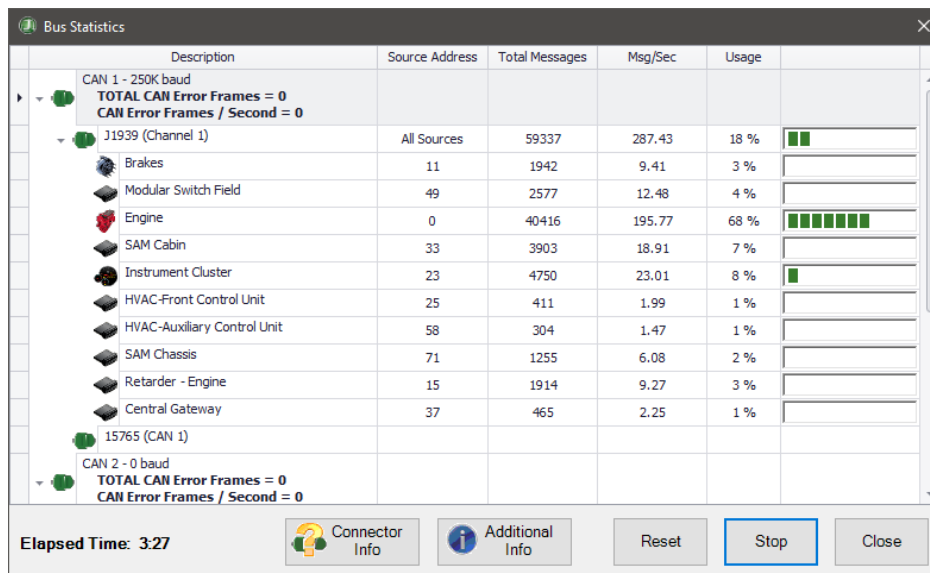 Bus Statistics
Description Source Address Total Messages Msg/Sec Usage
CAN 1 - 250K baud
TOTAL CAN Error Frames = 0
CAN Error Frames / Second = 0
J1939 (Channel 1) All Sources 59337 287.43 18 %
Brakes 11 1942 9.41 3 %
Modular Switch Field 49 2577 12.48 4 %
Engine 0 40416 195.77 68 %
SAM Cabin 33 3903 18.91 7 %
Instrument Cluster 23 4750 23.01 8 %
HVAC-Front Control Unit 25 411 1.99 1 %
HVAC-Auxiliary Control Unit 58 304 1.47 1 %
SAM Chassis 71 1255 6.08 2 %
Retarder - Engine 15 1914 9.27 3 %
Central Gateway 37 465 2.25 1 %
15765 (CAN 1)
CAN 2 - 0 baud
TOTAL CAN Error Frames = 0
CAN Error Frames / Second = 0
Elapsed Time: 3:27
Connector
Info
Additional
Info
Reset
Stop
Close